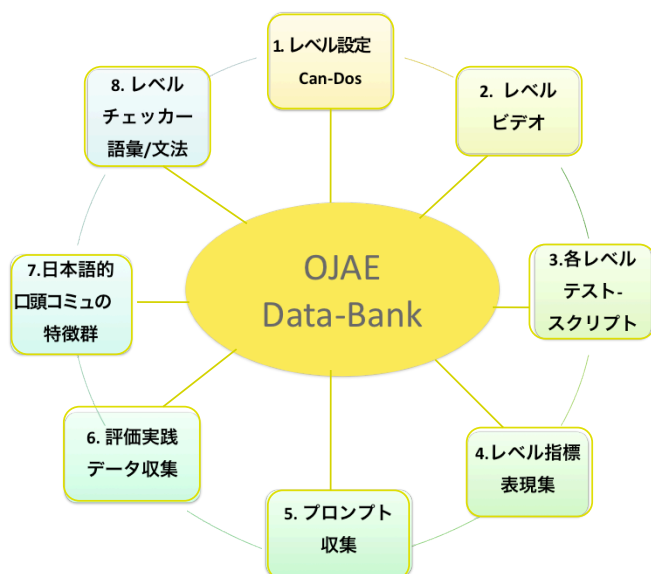 1. レベル設定
Can-Dos
2. レベル
ビデオ
3.各レベル
テスト-
スクリプト
4.レベル指標
表現集
5. プロンプト
収集
6. 評価実践
データ収集
7.日本語的
口頭コミュの
特徴群
8. レベル
チェッカー
語彙/文法
OJAE
Data-Bank